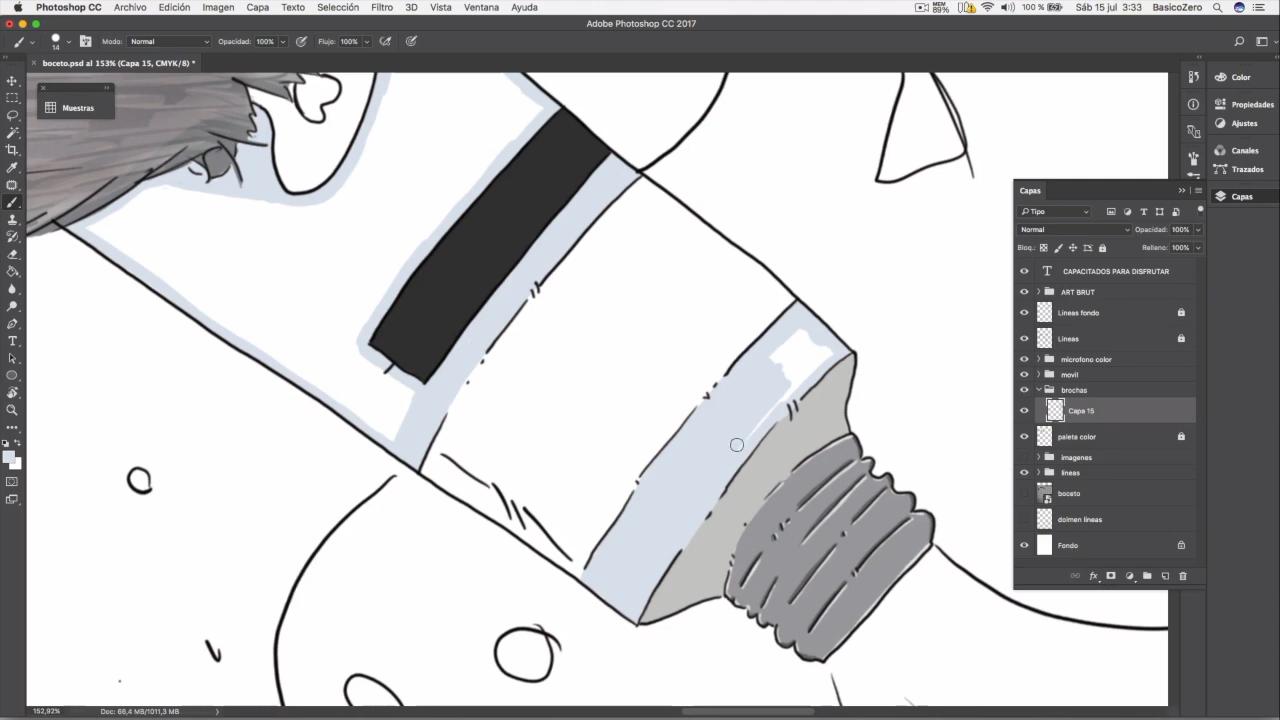 Photoshop CC Archivo Edición Imagen Capa Texto Selección Filtro 3D Vista Ventana Ayuda MEM 89% 100 % Sáb 15 jul 3:33 BasicoZero
Adobe Photoshop CC 2017
14 Modo: Normal Opacidad: 100% Flujo: 100%
boceto.psd al 153% (Capa 15, CMYK/8) *
Muestras
Color
Propiedades
Ajustes
Canales
Trazados
Capas
Capas
Tipo
Normal Opacidad: 100%
Bloq.: Relleno: 100%
CAPACITADOS PARA DISFRUTAR
ART BRUT
Lineas fondo
Lineas
microfono color
movil
brochas
Capa 15
paleta color
imagenes
lineas
boceto
dolmen lineas
Fondo
152,92% Doc: 66,4 MB/1011,3 MB